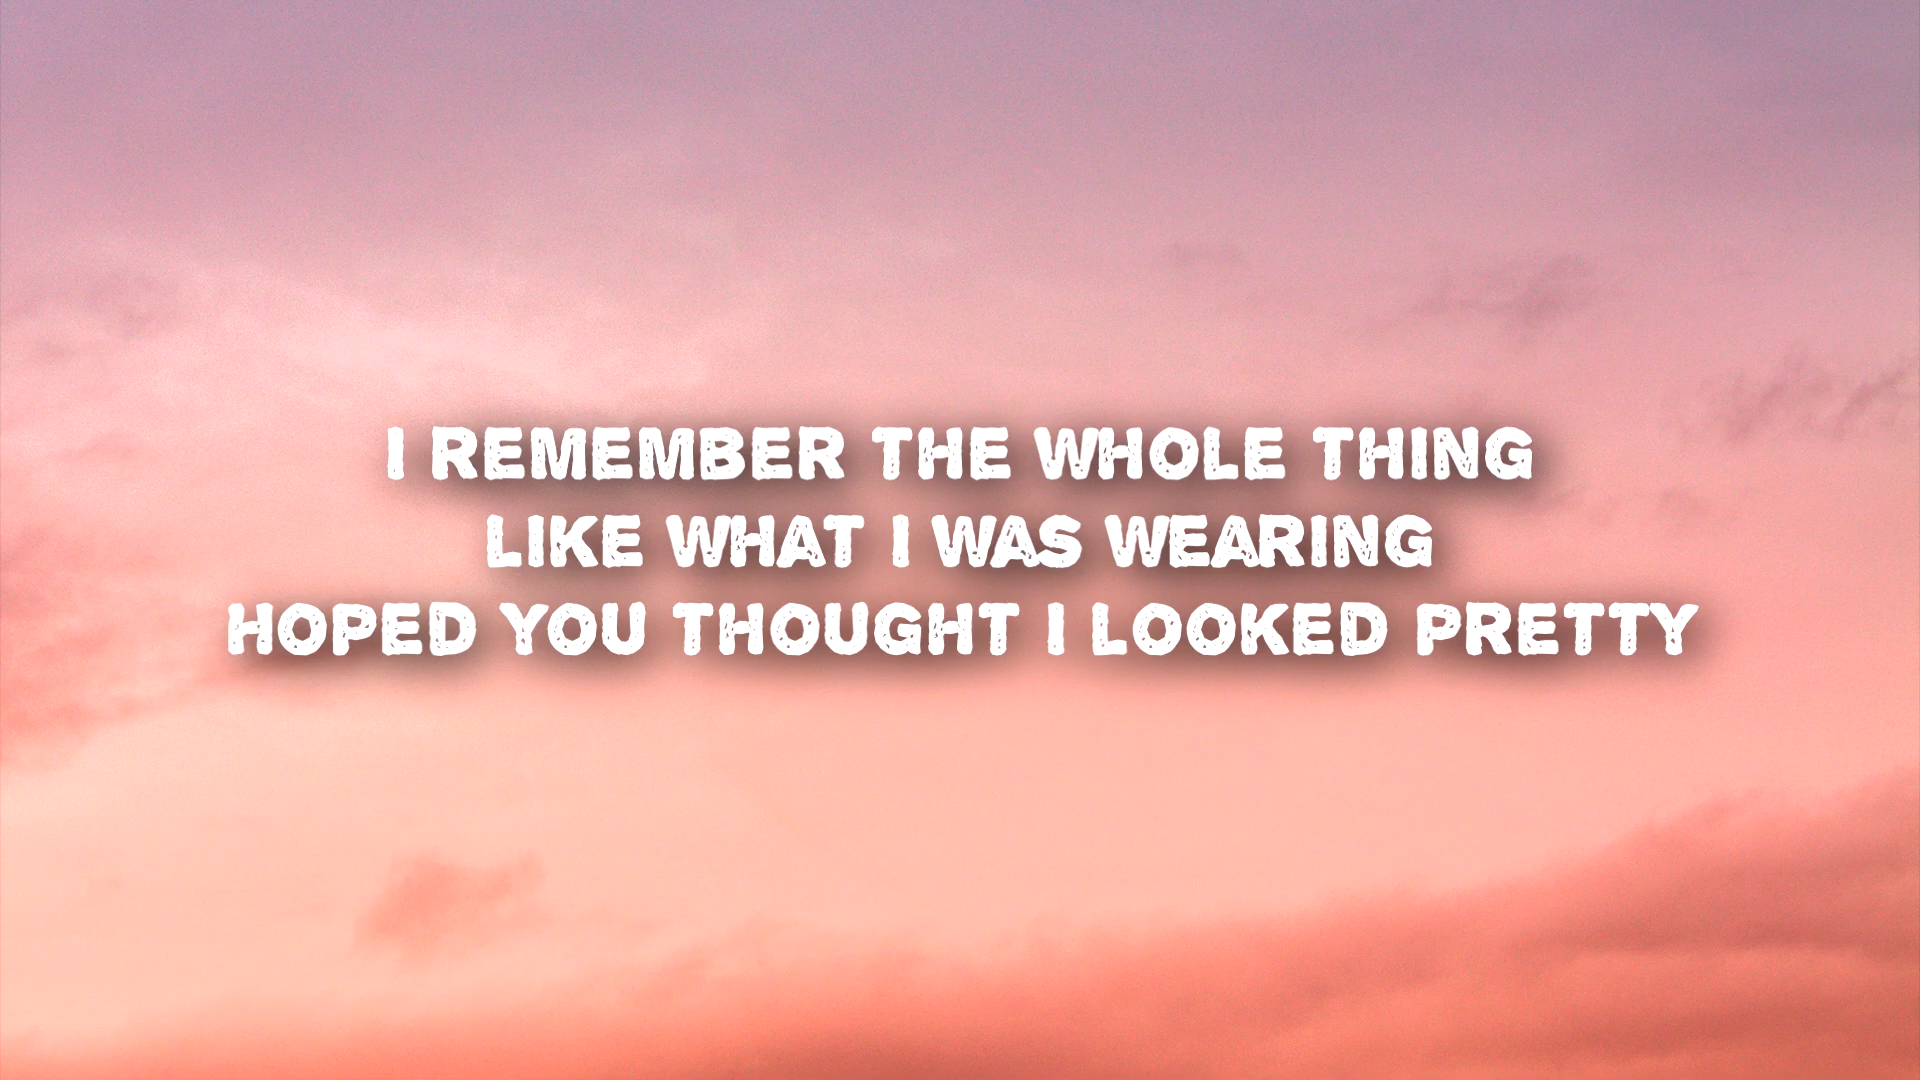 I REMEMBER THE WHOLE THING
LIKE WHAT I WAS WEARING
HOPED YOU THOUGHT I LOOKED PRETTY